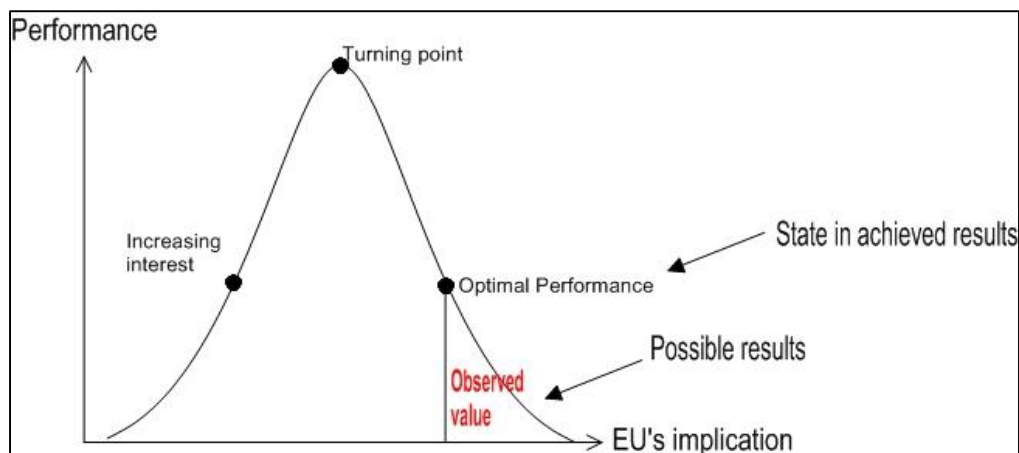 Performance
Turning point
Increasing
interest
State in achieved results
Optimal Performance
Possible results
Observed
value
EU's implication